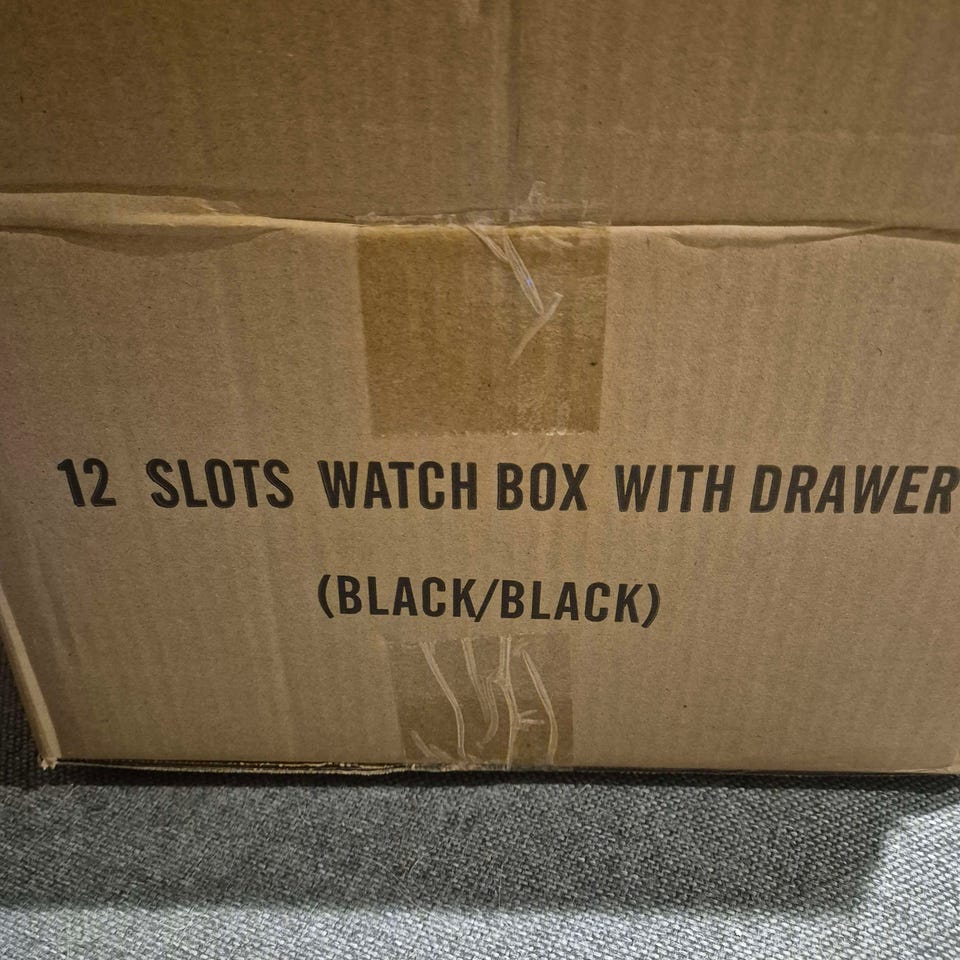 12 SLOTS WATCH BOX WITH DRAWER
(BLACK/BLACK)